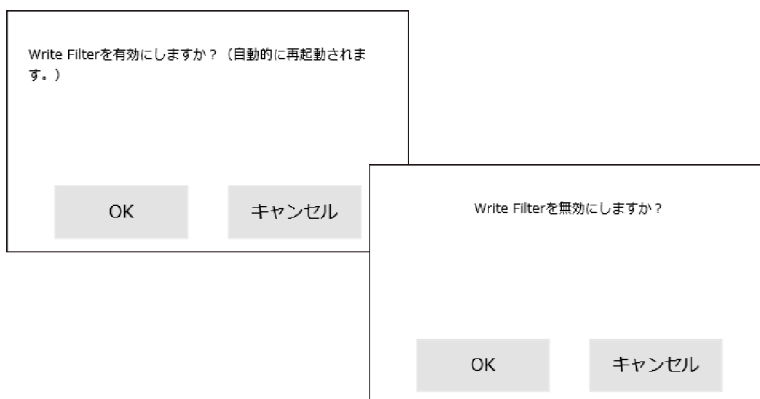 Write Filterを有効にしますか？（自動的に再起動されま
す。）
OK
キャンセル
Write Filterを無効にしますか？
OK
キャンセル